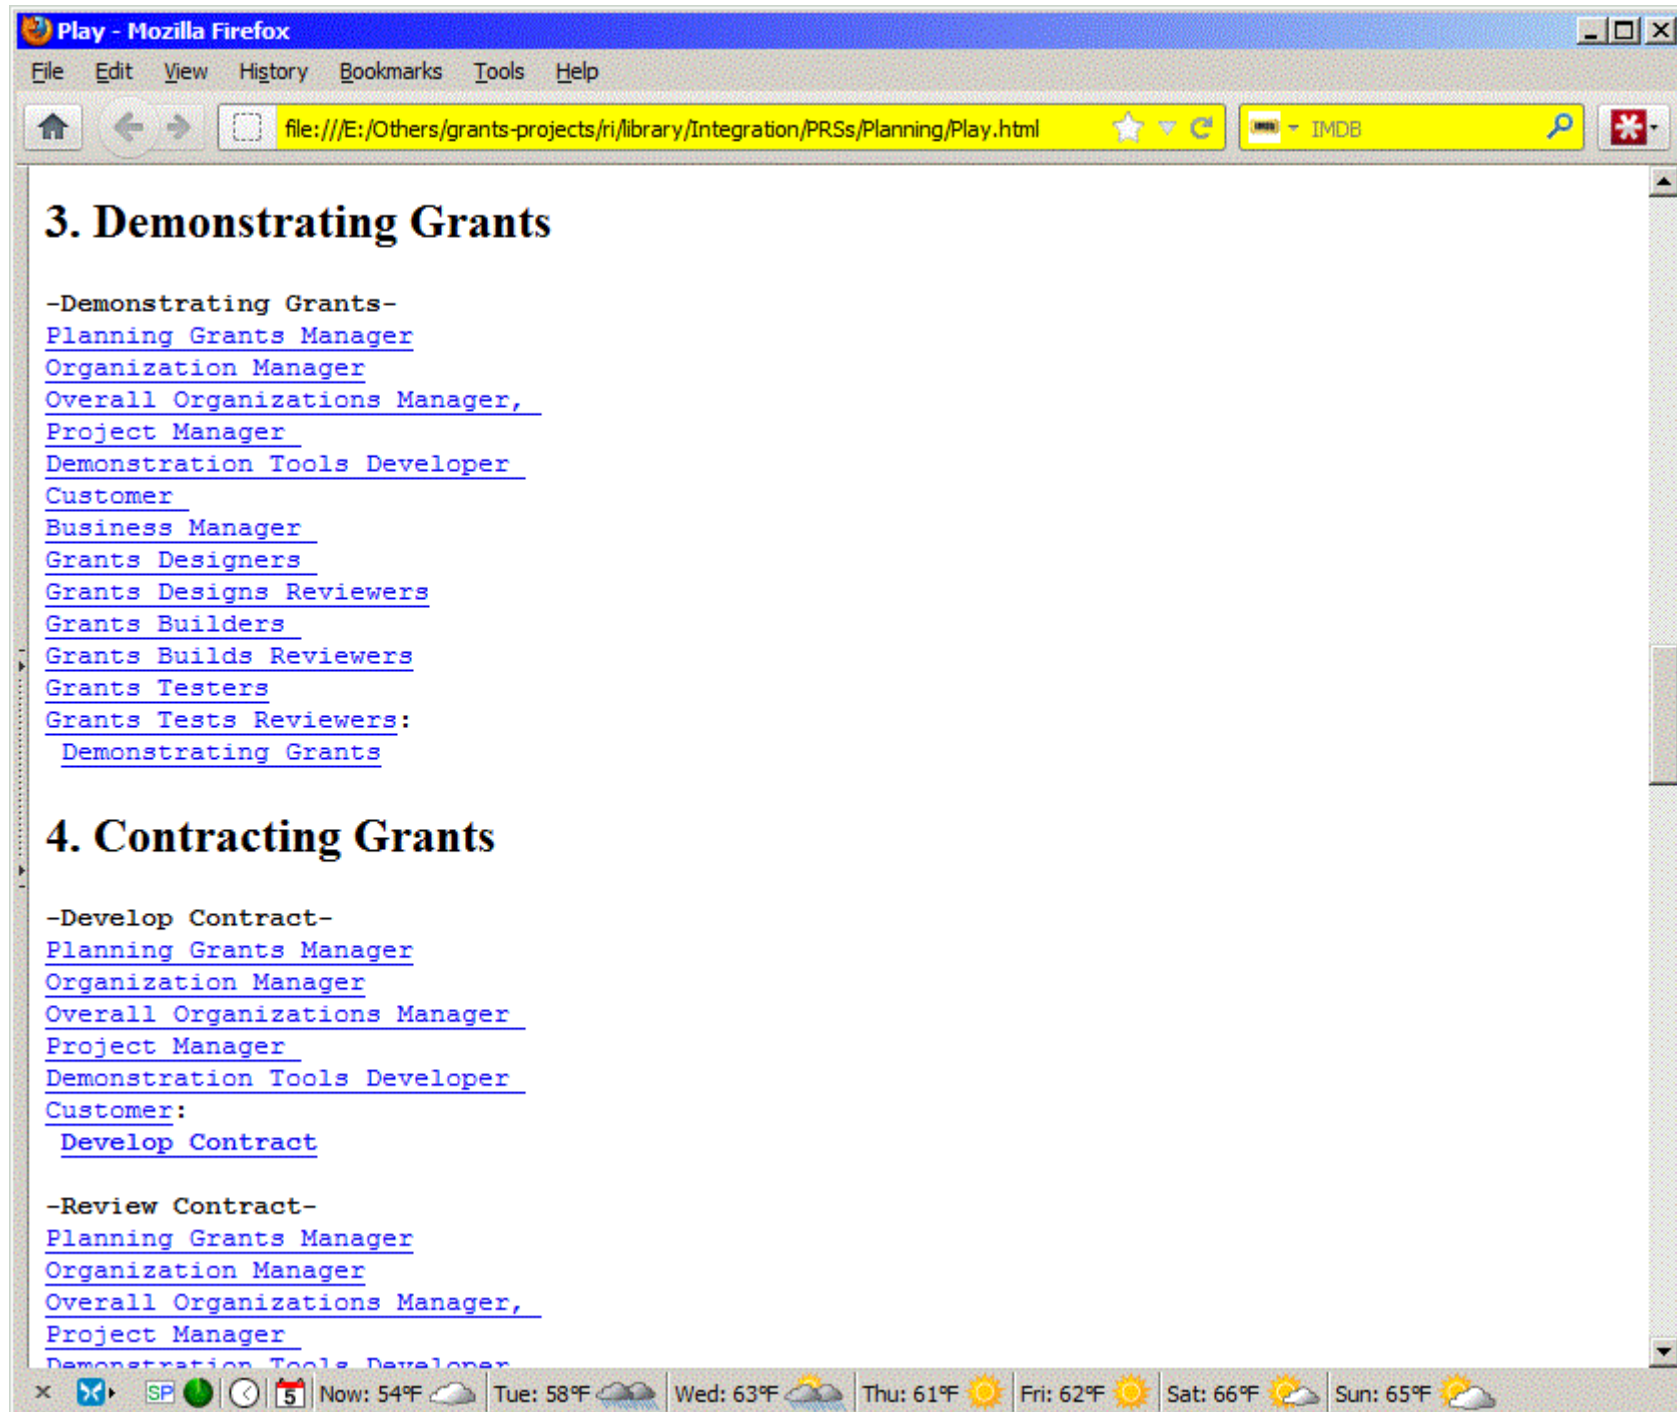 Play - Mozilla Firefox
File Edit View History Bookmarks Tools Help
file:///E:/Others/grants-projects/ri/library/Integration/PRSs/Planning/Play.html IMDB
3. Demonstrating Grants
-Demonstrating Grants-
Planning Grants Manager
Organization Manager
Overall Organizations Manager,
Project Manager
Demonstration Tools Developer
Customer
Business Manager
Grants Designers
Grants Designs Reviewers
Grants Builders
Grants Builds Reviewers
Grants Testers
Grants Tests Reviewers:
Demonstrating Grants
4. Contracting Grants
-Develop Contract-
Planning Grants Manager
Organization Manager
Overall Organizations Manager
Project Manager
Demonstration Tools Developer
Customer:
Develop Contract
-Review Contract-
Planning Grants Manager
Organization Manager
Overall Organizations Manager,
Project Manager
Demonstration Tools Developer
SP 5 Now: 54°F Tue: 58°F Wed: 63°F Thu: 61°F Fri: 62°F Sat: 66°F Sun: 65°F